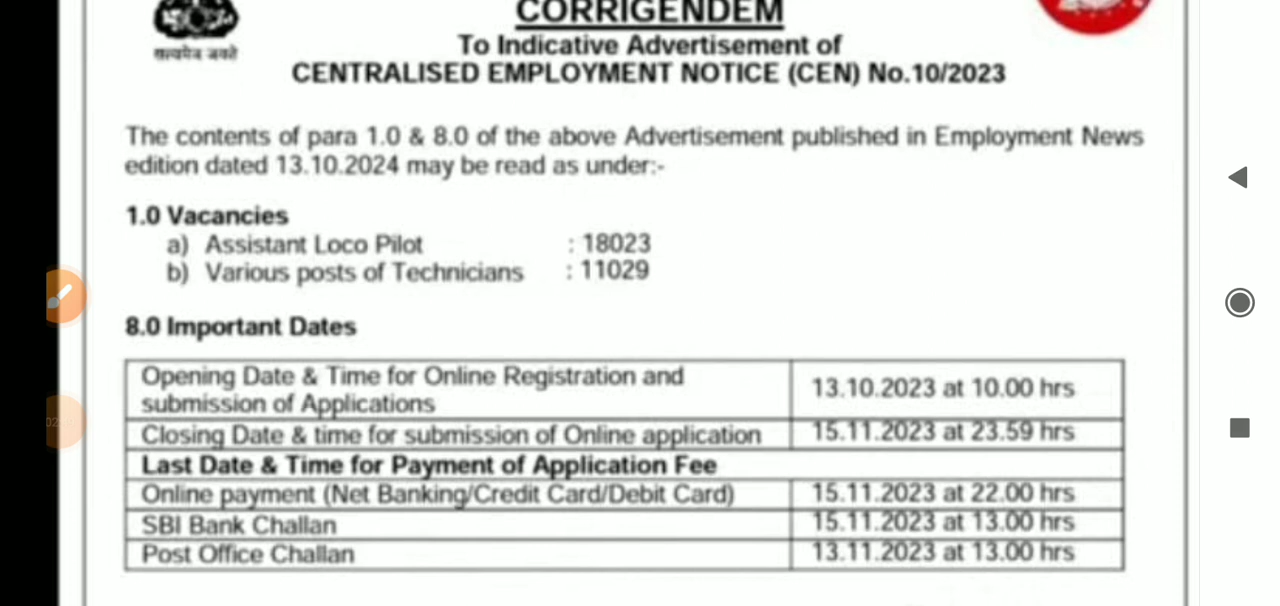 CORRIGENDEM
सत्यमेव जयते
To Indicative Advertisement of
CENTRALISED EMPLOYMENT NOTICE (CEN) No.10/2023
The contents of para 1.0 & 8.0 of the above Advertisement published in Employment News
edition dated 13.10.2024 may be read as under:-
1.0 Vacancies
a) Assistant Loco Pilot : 18023
b) Various posts of Technicians : 11029
8.0 Important Dates
Opening Date & Time for Online Registration and
submission of Applications 13.10.2023 at 10.00 hrs
Closing Date & time for submission of Online application 15.11.2023 at 23.59 hrs
Last Date & Time for Payment of Application Fee
Online payment (Net Banking/Credit Card/Debit Card) 15.11.2023 at 22.00 hrs
SBI Bank Challan 15.11.2023 at 13.00 hrs
Post Office Challan 13.11.2023 at 13.00 hrs